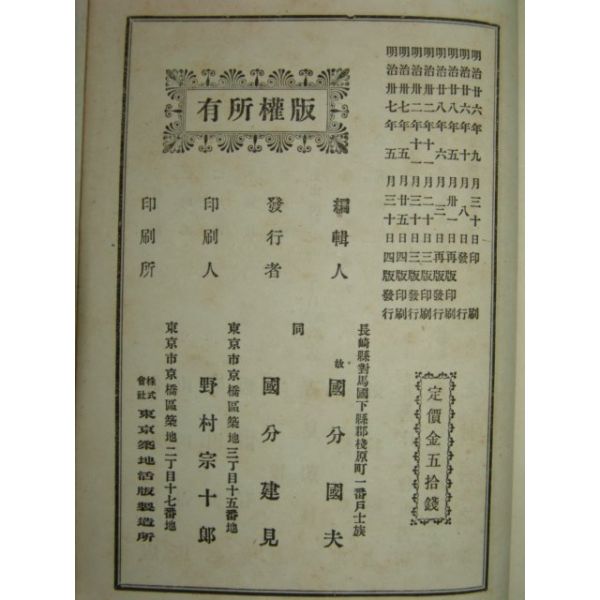 明治廿六年九月三十日印刷
明治廿六年十月八日發行
明治廿八年五月卅一日再版印刷
明治廿八年六月三日再版發行
明治卅二年十一月二十日三版印刷
明治卅二年十一月三十日三版發行
明治卅七年五月廿五日四版印刷
明治卅七年五月三十日四版發行
定價金五拾錢
版權所有
長崎縣對馬國下縣郡棧原町一番戶士族
編輯人 故 國分國夫
同
發行者 國分建見
東京市京橋區築地三丁目十五番地
印刷人 野村宗十郎
東京市京橋區築地二丁目十七番地
印刷所 株式會社 東京築地活版製造所